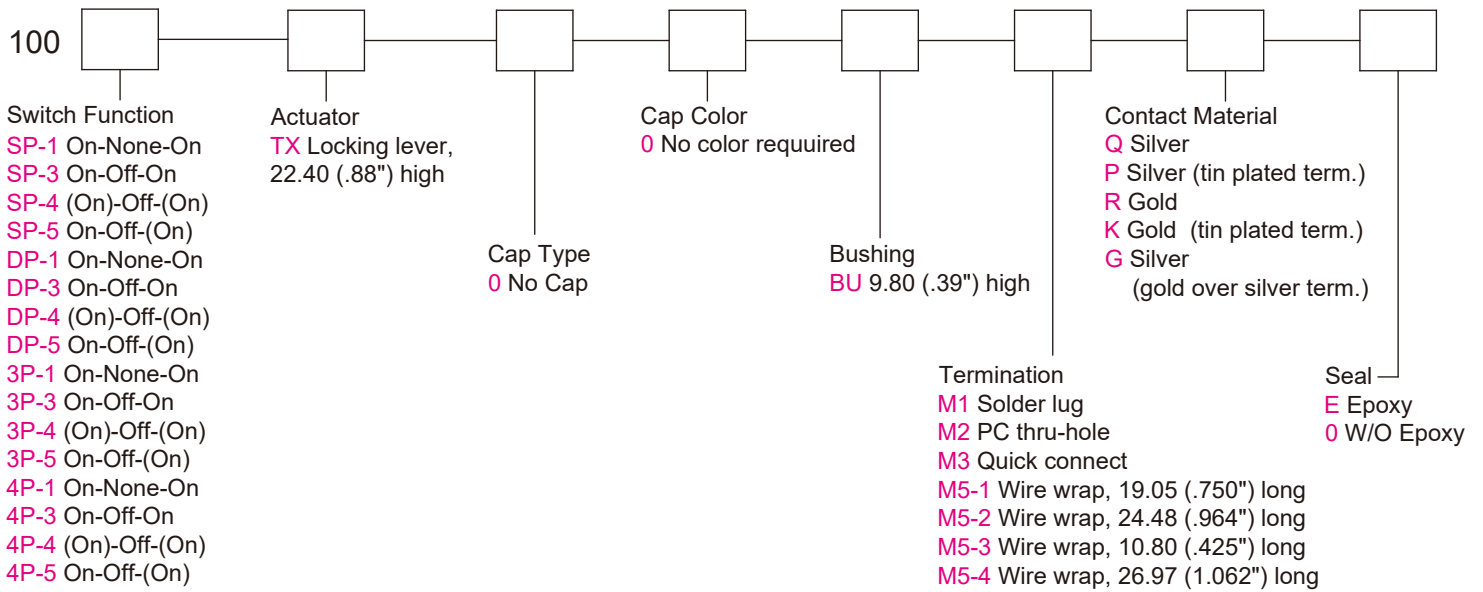 100
Switch Function
SP-1 On-None-On
SP-3 On-Off-On
SP-4 (On)-Off-(On)
SP-5 On-Off-(On)
DP-1 On-None-On
DP-3 On-Off-On
DP-4 (On)-Off-(On)
DP-5 On-Off-(On)
3P-1 On-None-On
3P-3 On-Off-On
3P-4 (On)-Off-(On)
3P-5 On-Off-(On)
4P-1 On-None-On
4P-3 On-Off-On
4P-4 (On)-Off-(On)
4P-5 On-Off-(On)
Actuator
TX Locking lever,
22.40 (.88") high
Cap Type
0 No Cap
Cap Color
0 No color requuired
Bushing
BU 9.80 (.39") high
Termination
M1 Solder lug
M2 PC thru-hole
M3 Quick connect
M5-1 Wire wrap, 19.05 (.750") long
M5-2 Wire wrap, 24.48 (.964") long
M5-3 Wire wrap, 10.80 (.425") long
M5-4 Wire wrap, 26.97 (1.062") long
Contact Material
Q Silver
P Silver (tin plated term.)
R Gold
K Gold (tin plated term.)
G Silver
(gold over silver term.)
Seal
E Epoxy
0 W/O Epoxy